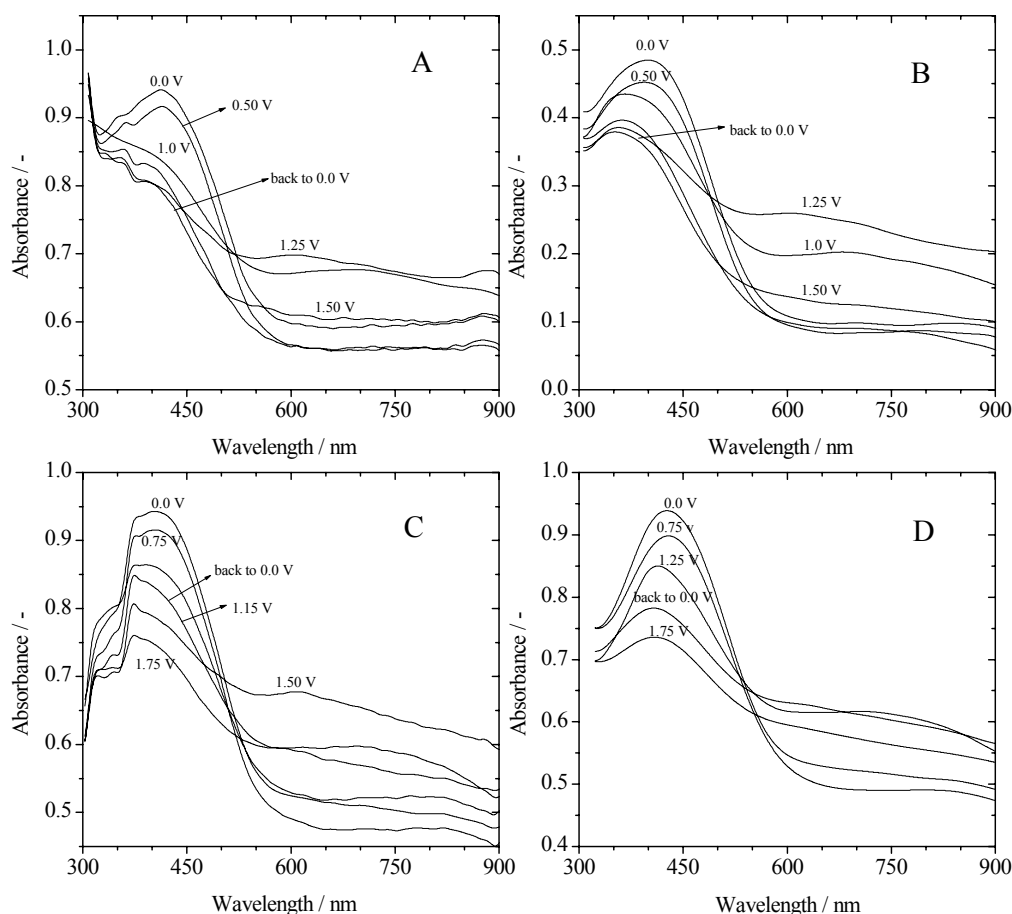 A
1.0
0.9
0.8
0.7
0.6
0.5
Absorbance / -
0.0 V
0.50 V
1.0 V
back to 0.0 V
1.25 V
1.50 V
300 450 600 750 900
Wavelength / nm
B
0.5
0.4
0.3
0.2
0.1
0.0
Absorbance / -
0.0 V
0.50 V
back to 0.0 V
1.25 V
1.0 V
1.50 V
300 450 600 750 900
Wavelength / nm
C
1.0
0.9
0.8
0.7
0.6
0.5
Absorbance / -
0.0 V
0.75 V
back to 0.0 V
1.15 V
1.75 V
1.50 V
300 450 600 750 900
Wavelength / nm
D
1.0
0.9
0.8
0.7
0.6
0.5
0.4
Absorbance / -
0.0 V
0.75 V
1.25 V
back to 0.0 V
1.75 V
300 450 600 750 900
Wavelength / nm